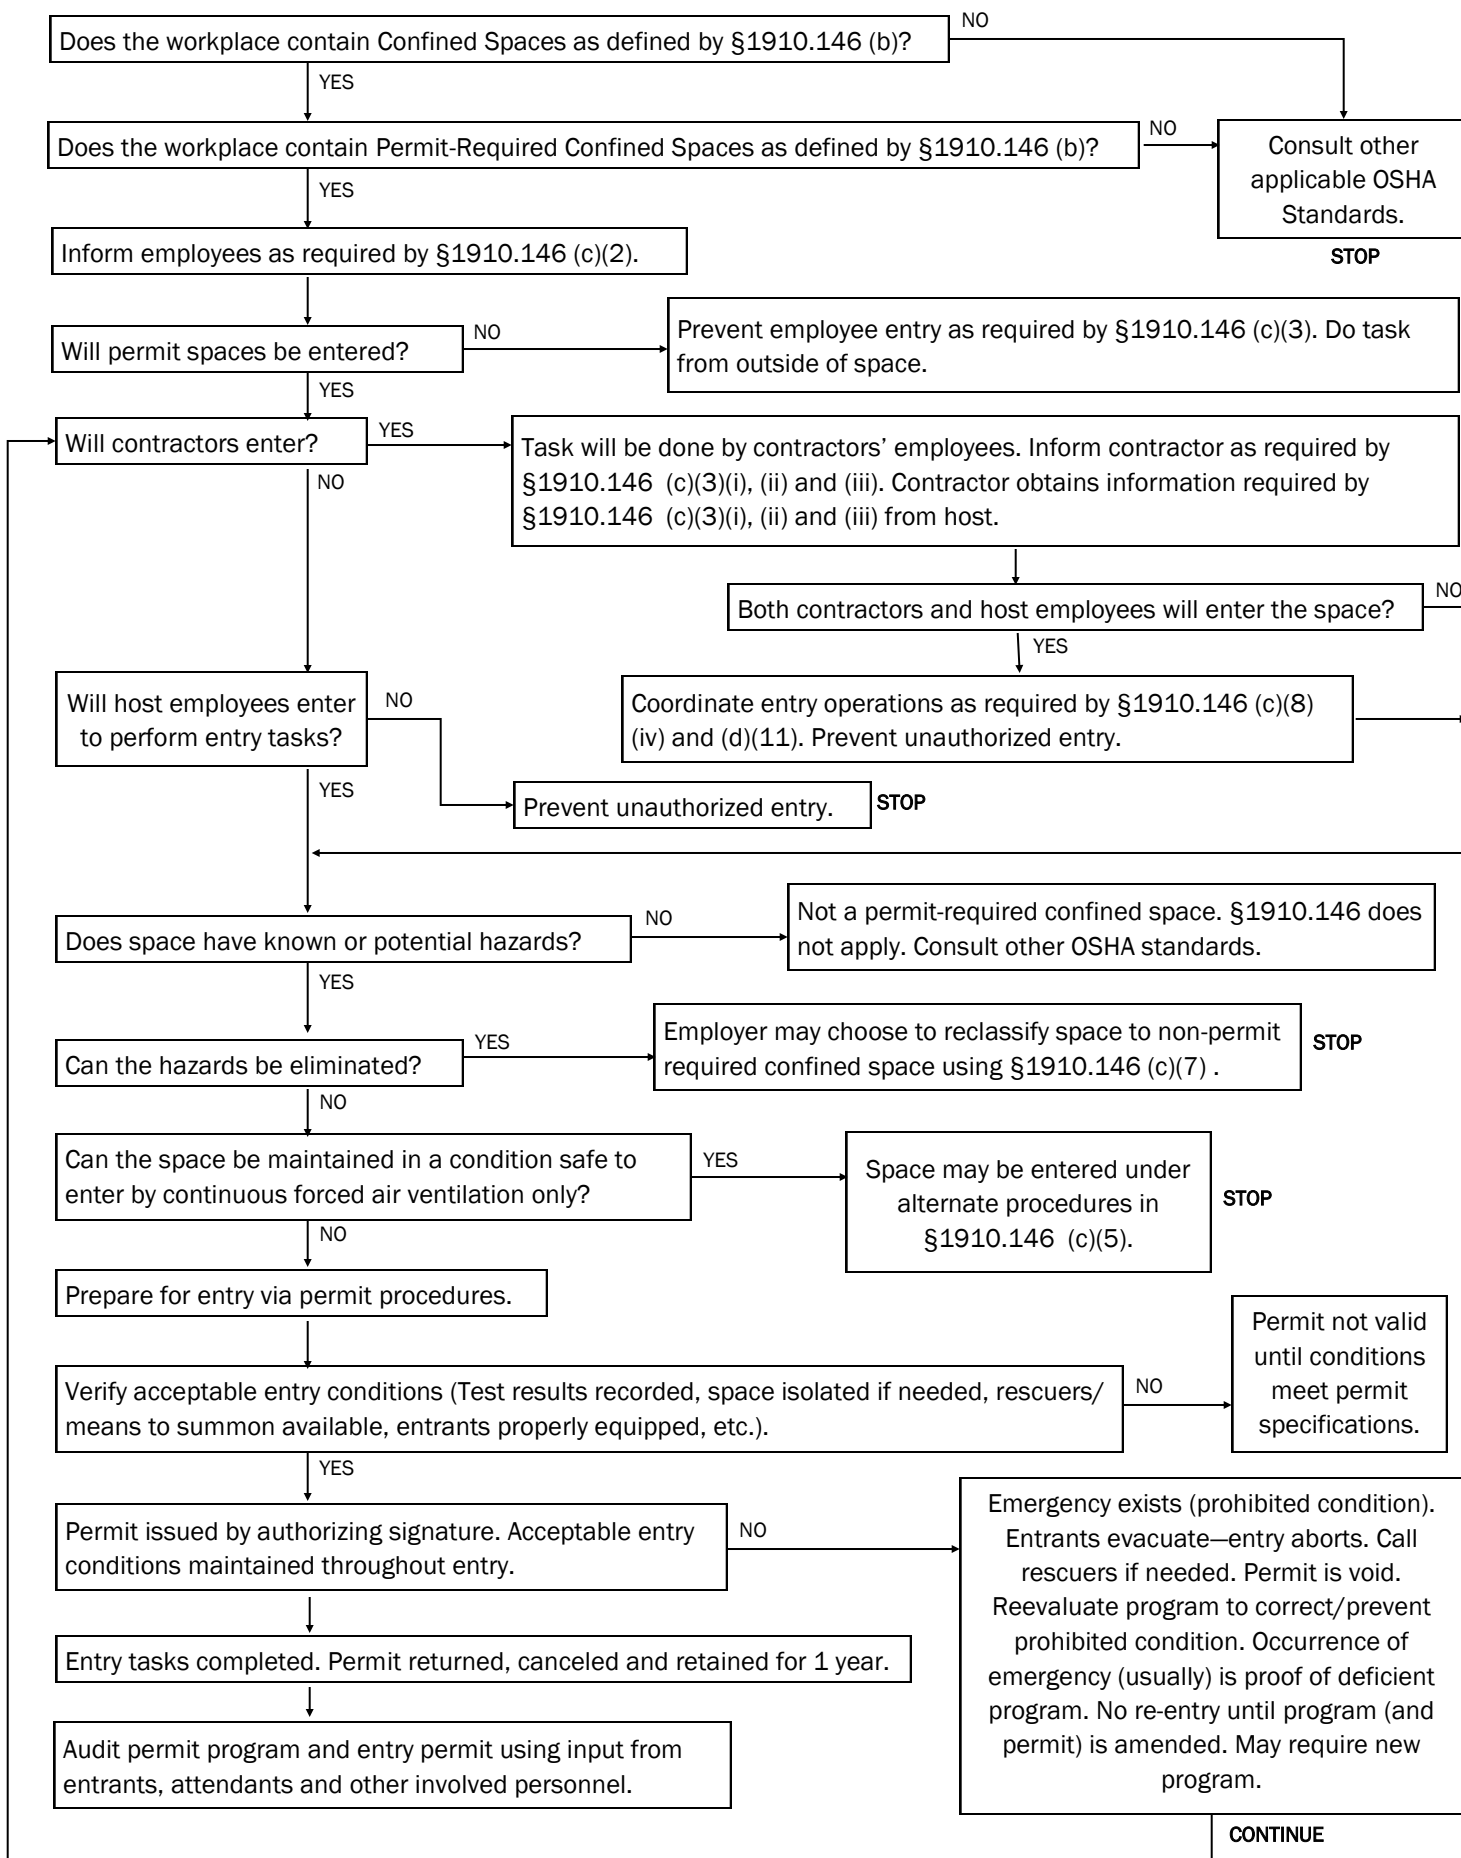 NO
Does the workplace contain Confined Spaces as defined by §1910.146 (b)?
YES
NO
Does the workplace contain Permit-Required Confined Spaces as defined by §1910.146 (b)?
Consult other
applicable OSHA
Standards.
STOP
YES
Inform employees as required by §1910.146 (c)(2).
Will permit spaces be entered?
NO
Prevent employee entry as required by §1910.146 (c)(3). Do task
from outside of space.
YES
Will contractors enter?
YES
Task will be done by contractors’ employees. Inform contractor as required by
§1910.146 (c)(3)(i), (ii) and (iii). Contractor obtains information required by
§1910.146 (c)(3)(i), (ii) and (iii) from host.
NO
Both contractors and host employees will enter the space?
NO
YES
Will host employees enter
to perform entry tasks?
NO
Coordinate entry operations as required by §1910.146 (c)(8)
(iv) and (d)(11). Prevent unauthorized entry.
YES
Prevent unauthorized entry.
STOP
Does space have known or potential hazards?
NO
Not a permit-required confined space. §1910.146 does
not apply. Consult other OSHA standards.
YES
Can the hazards be eliminated?
YES
Employer may choose to reclassify space to non-permit
required confined space using §1910.146 (c)(7) .
STOP
NO
Can the space be maintained in a condition safe to
enter by continuous forced air ventilation only?
YES
Space may be entered under
alternate procedures in
§1910.146 (c)(5).
STOP
NO
Prepare for entry via permit procedures.
Verify acceptable entry conditions (Test results recorded, space isolated if needed, rescuers/
means to summon available, entrants properly equipped, etc.).
NO
Permit not valid
until conditions
meet permit
specifications.
YES
Permit issued by authorizing signature. Acceptable entry
conditions maintained throughout entry.
NO
Emergency exists (prohibited condition).
Entrants evacuate—entry aborts. Call
rescuers if needed. Permit is void.
Reevaluate program to correct/prevent
prohibited condition. Occurrence of
emergency (usually) is proof of deficient
program. No re-entry until program (and
permit) is amended. May require new
program.
Entry tasks completed. Permit returned, canceled and retained for 1 year.
Audit permit program and entry permit using input from
entrants, attendants and other involved personnel.
CONTINUE